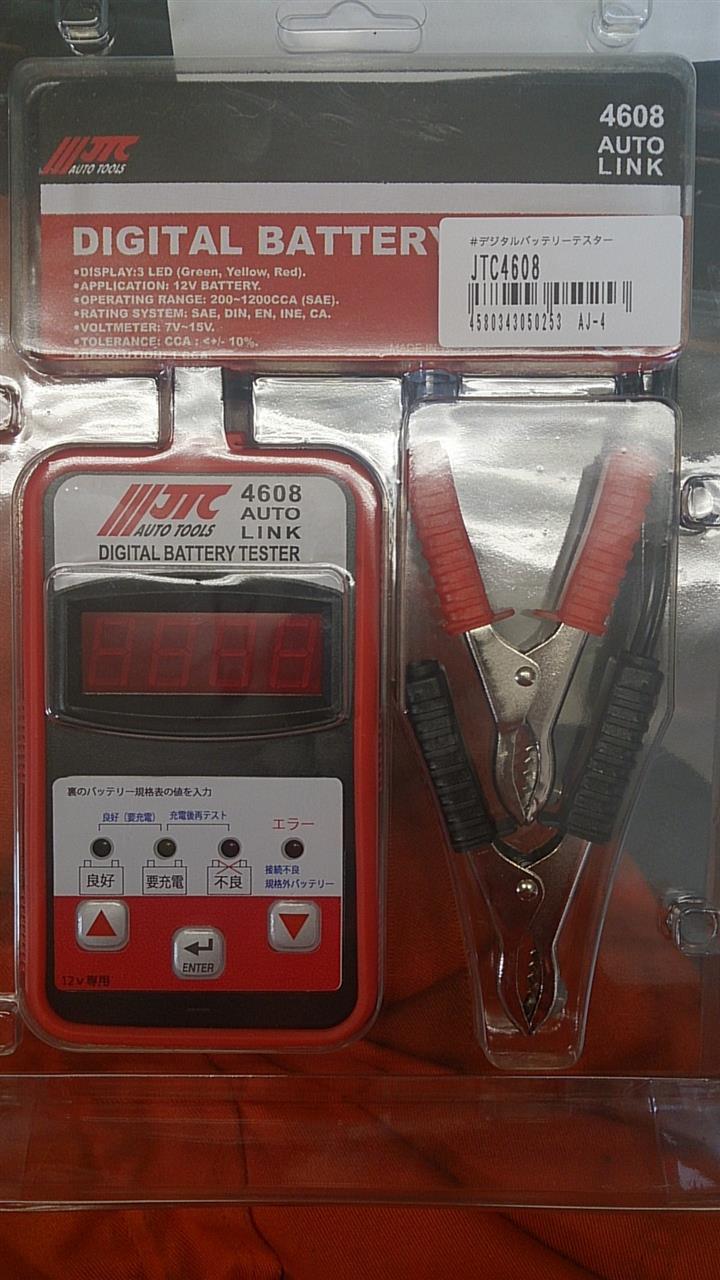 4608
AUTO
LINK
JTC
AUTO TOOLS
DIGITAL BATTERY
•DISPLAY:3 LED (Green, Yellow, Red).
•APPLICATION: 12V BATTERY.
•OPERATING RANGE: 200~1200CCA (SAE).
•RATING SYSTEM: SAE, DIN, EN, INE, CA.
•VOLTMETER: 7V~15V.
•TOLERANCE: CCA : <+/- 10%.
#デジタルバッテリーテスター
JTC4608
4580343050253 AJ-4
JTC
AUTO TOOLS
4608
AUTO
LINK
DIGITAL BATTERY TESTER
裏のバッテリー規格表の値を入力
良好（要充電）
充電後再テスト
エラー
良好
要充電
不良
接続不良
規格外バッテリー
ENTER
12v専用